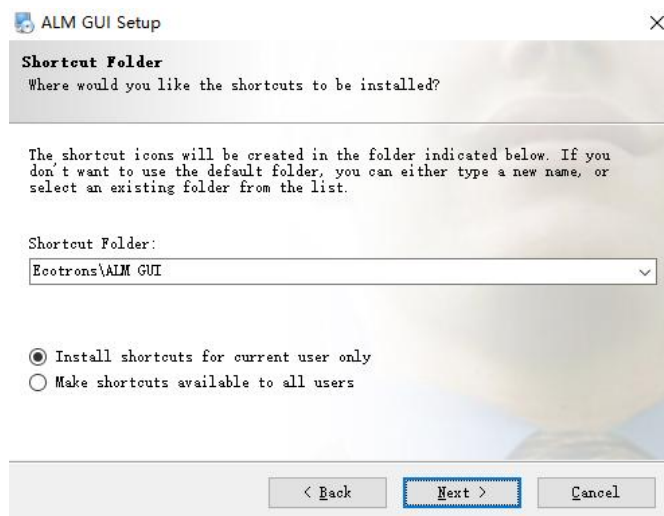 ALM GUI Setup
Shortcut Folder
Where would you like the shortcuts to be installed?
The shortcut icons will be created in the folder indicated below. If you
don't want to use the default folder, you can either type a new name, or
select an existing folder from the list.
Shortcut Folder:
Ecotrons\ALM GUI
Install shortcuts for current user only
Make shortcuts available to all users
< Back
Next >
Cancel